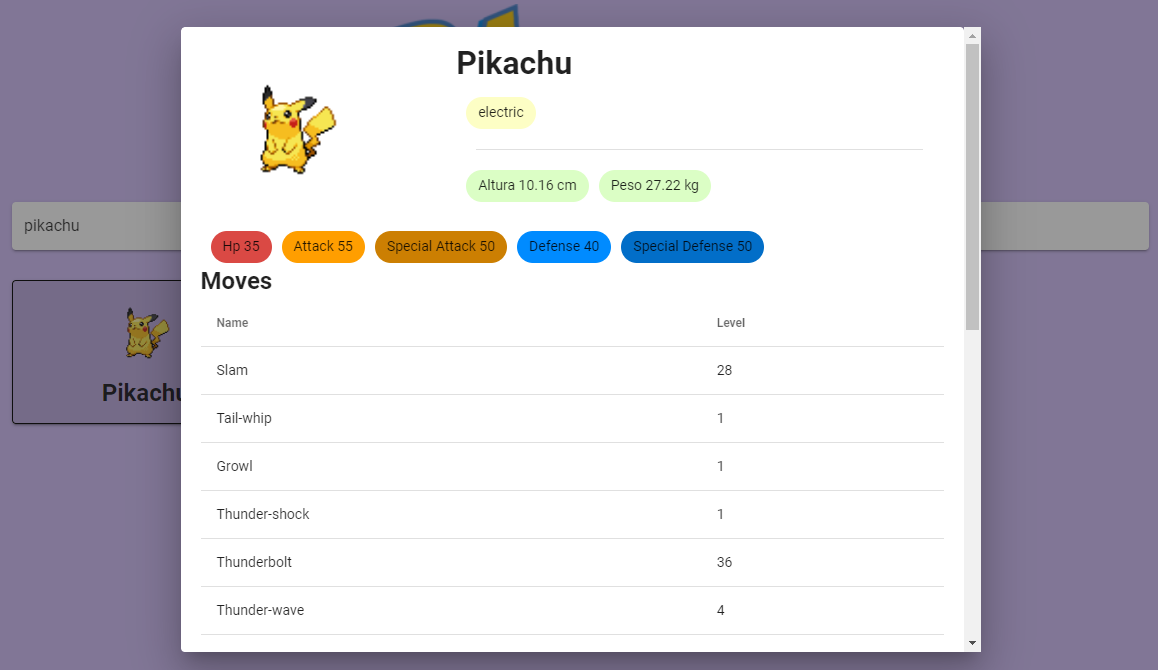 Pikachu
electric
Altura 10.16 cm Peso 27.22 kg
pikachu
Hp 35 Attack 55 Special Attack 50 Defense 40 Special Defense 50
Moves
Name Level
Slam 28
Tail-whip 1
Pikachu
Growl 1
Thunder-shock 1
Thunderbolt 36
Thunder-wave 4